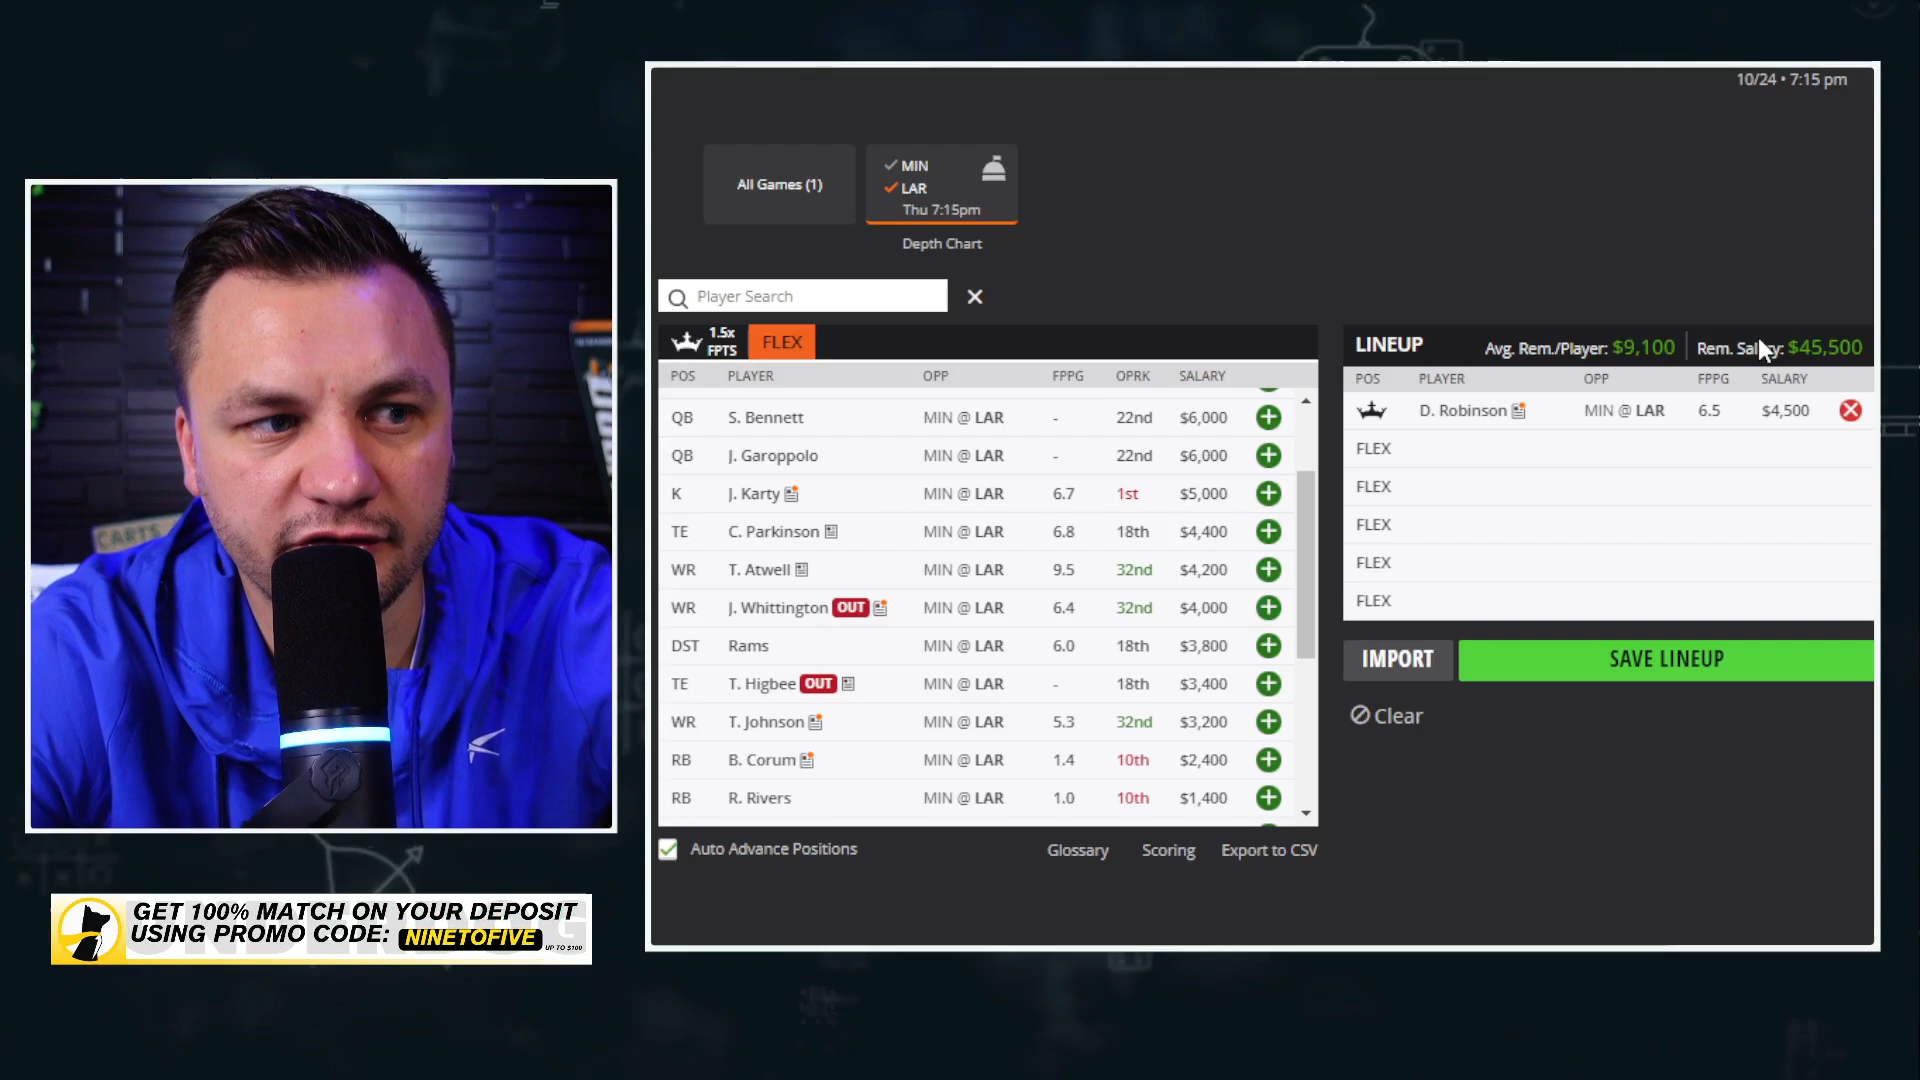 10/24 • 7:15 pm
All Games (1)
MIN
LAR
Thu 7:15pm
Depth Chart
Player Search
1.5x
FPTS
FLEX
POS PLAYER OPP FPPG OPRK SALARY
QB S. Bennett MIN @ LAR - 22nd $6,000
QB J. Garoppolo MIN @ LAR - 22nd $6,000
K J. Karty MIN @ LAR 6.7 1st $5,000
TE C. Parkinson MIN @ LAR 6.8 18th $4,400
WR T. Atwell MIN @ LAR 9.5 32nd $4,200
WR J. Whittington OUT MIN @ LAR 6.4 32nd $4,000
DST Rams MIN @ LAR 6.0 18th $3,800
TE T. Higbee OUT MIN @ LAR - 18th $3,400
WR T. Johnson MIN @ LAR 5.3 32nd $3,200
RB B. Corum MIN @ LAR 1.4 10th $2,400
RB R. Rivers MIN @ LAR 1.0 10th $1,400
Auto Advance Positions
Glossary
Scoring
Export to CSV
LINEUP
Avg. Rem./Player: $9,100
Rem. Salary: $45,500
POS PLAYER OPP FPPG SALARY
D. Robinson MIN @ LAR 6.5 $4,500
FLEX
FLEX
FLEX
FLEX
FLEX
IMPORT
SAVE LINEUP
Clear
CARTS
GET 100% MATCH ON YOUR DEPOSIT
USING PROMO CODE: NINETOFIVE
UP TO $100